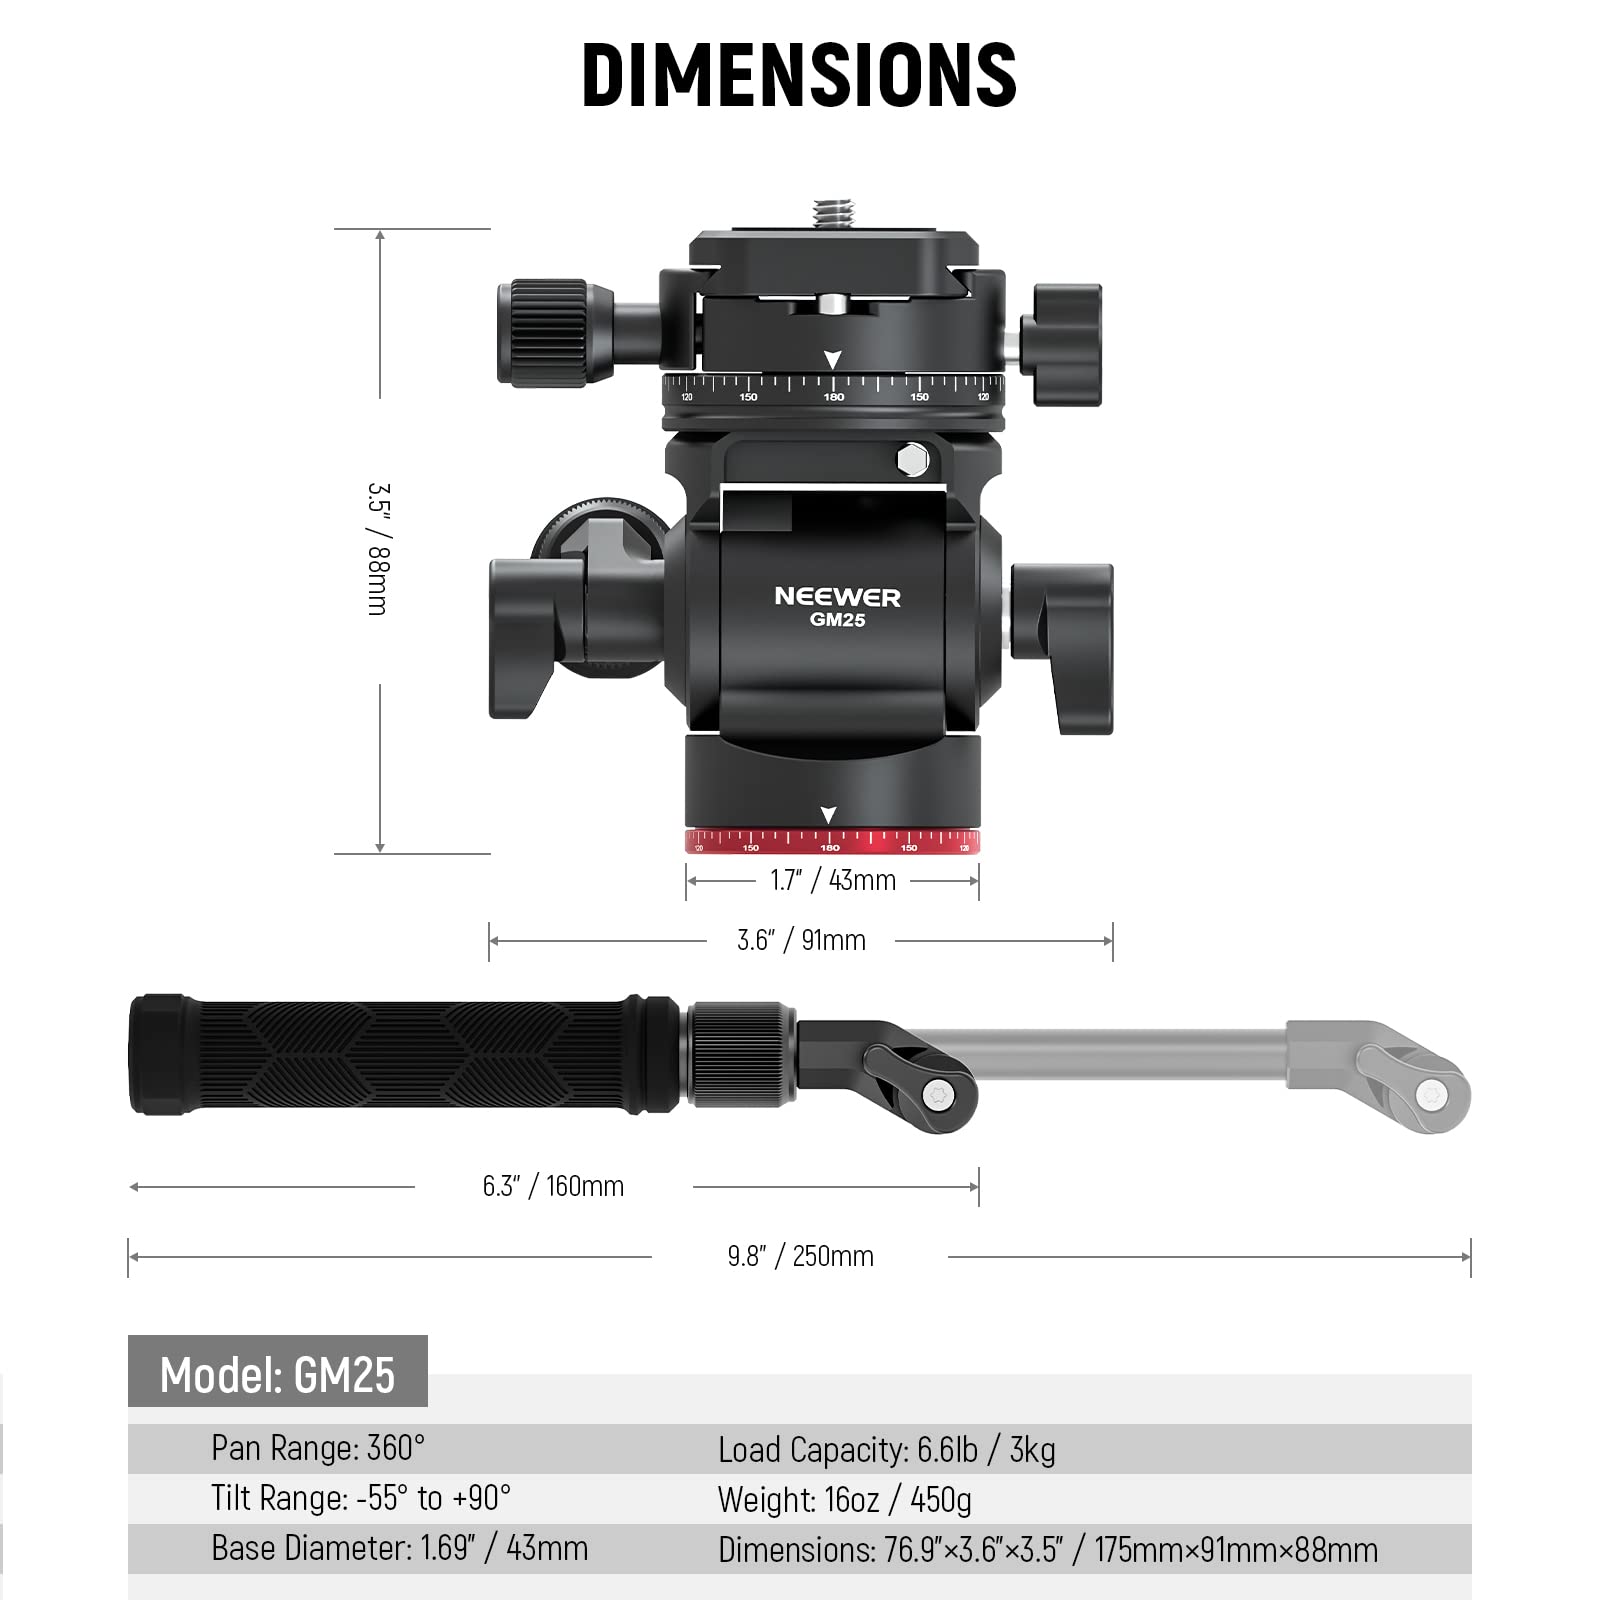 DIMENSIONS
120 150 180 150 120
3.5" / 88mm
NEEWER
GM25
120 150 180 150 120
1.7" / 43mm
3.6" / 91mm
6.3" / 160mm
9.8" / 250mm
Model: GM25
Pan Range: 360° Load Capacity: 6.6lb / 3kg
Tilt Range: -55° to +90° Weight: 16oz / 450g
Base Diameter: 1.69" / 43mm Dimensions: 76.9"×3.6"×3.5" / 175mm×91mm×88mm